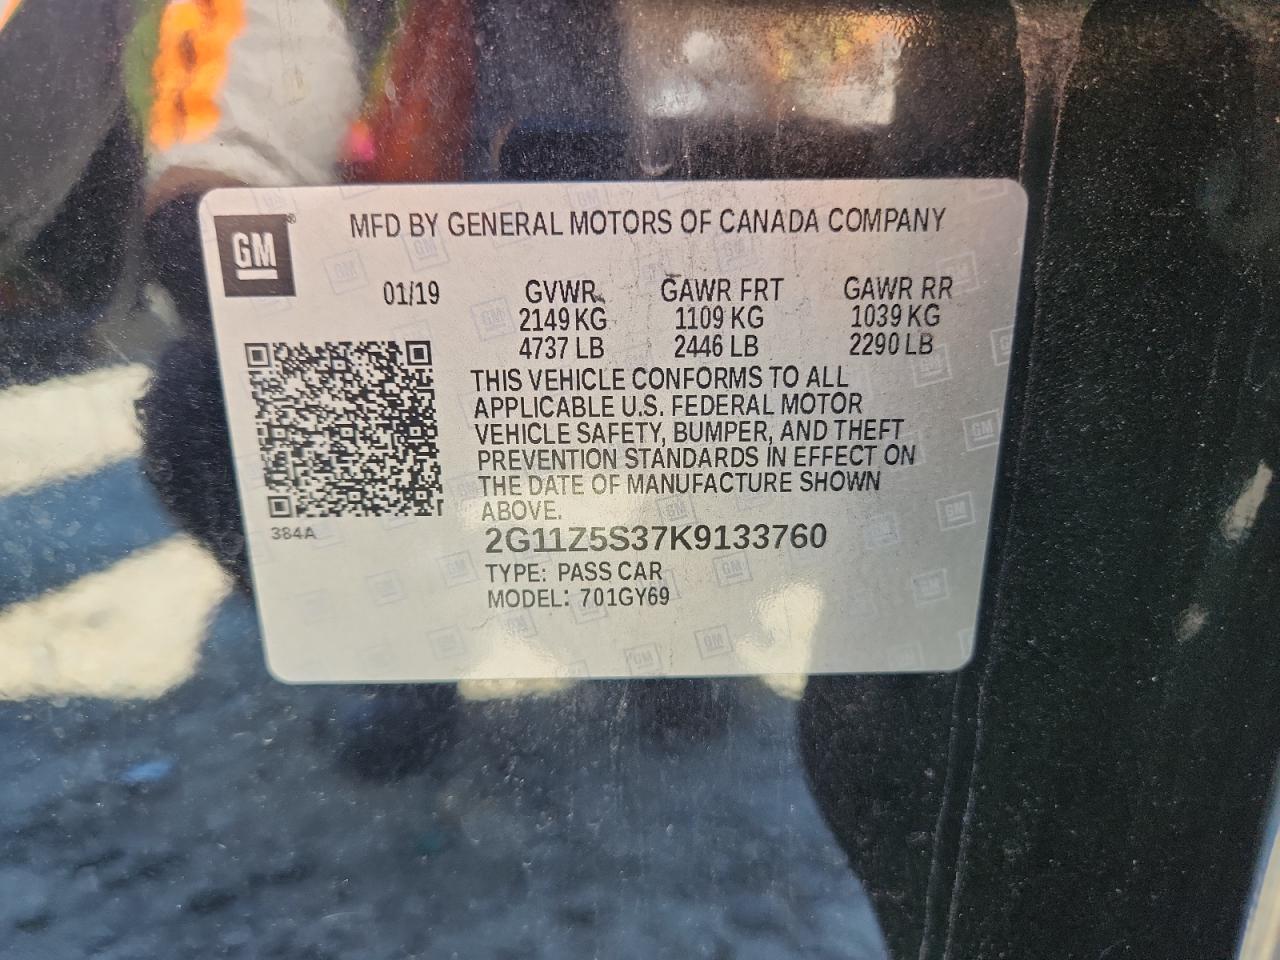 GM
MFD BY GENERAL MOTORS OF CANADA COMPANY
01/19
GVWR GAWR FRT GAWR RR
2149 KG 1109 KG 1039 KG
4737 LB 2446 LB 2290 LB
THIS VEHICLE CONFORMS TO ALL
APPLICABLE U.S. FEDERAL MOTOR
VEHICLE SAFETY, BUMPER, AND THEFT
PREVENTION STANDARDS IN EFFECT ON
THE DATE OF MANUFACTURE SHOWN
ABOVE.
384A
2G11Z5S37K9133760
TYPE: PASS CAR
MODEL: 701GY69